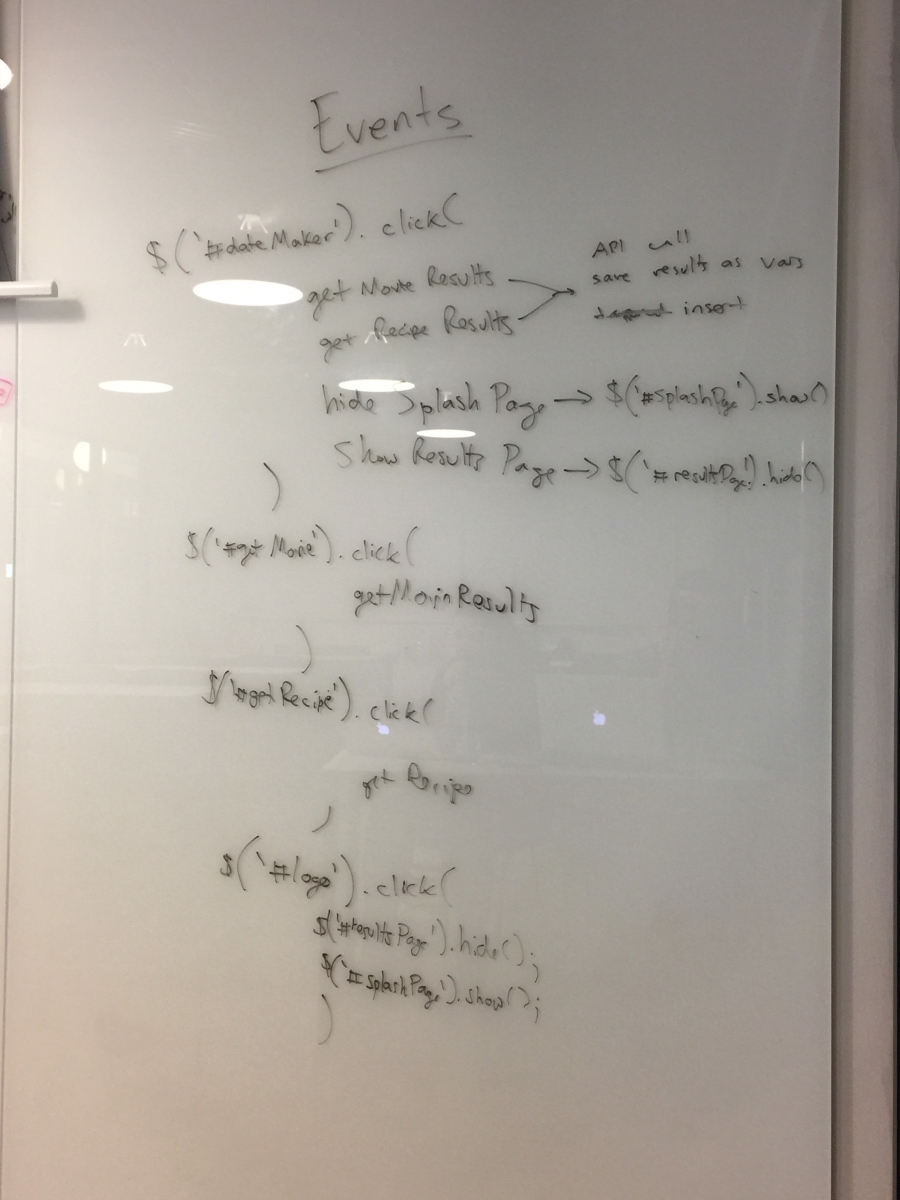 Events
$('#dateMaker').click(
get Movie Results
get Recipe Results
API call
save results as vars
insert
hide Splash Page → $('#splashPage').show()
Show Results Page → $('#resultsPage').hide()
)
$('#getMovie').click(
getMovieResults
)
$('#getRecipe').click(
get Recipe
)
$('#logo').click(
$('#resultsPage').hide();
$('#splashPage').show();
)